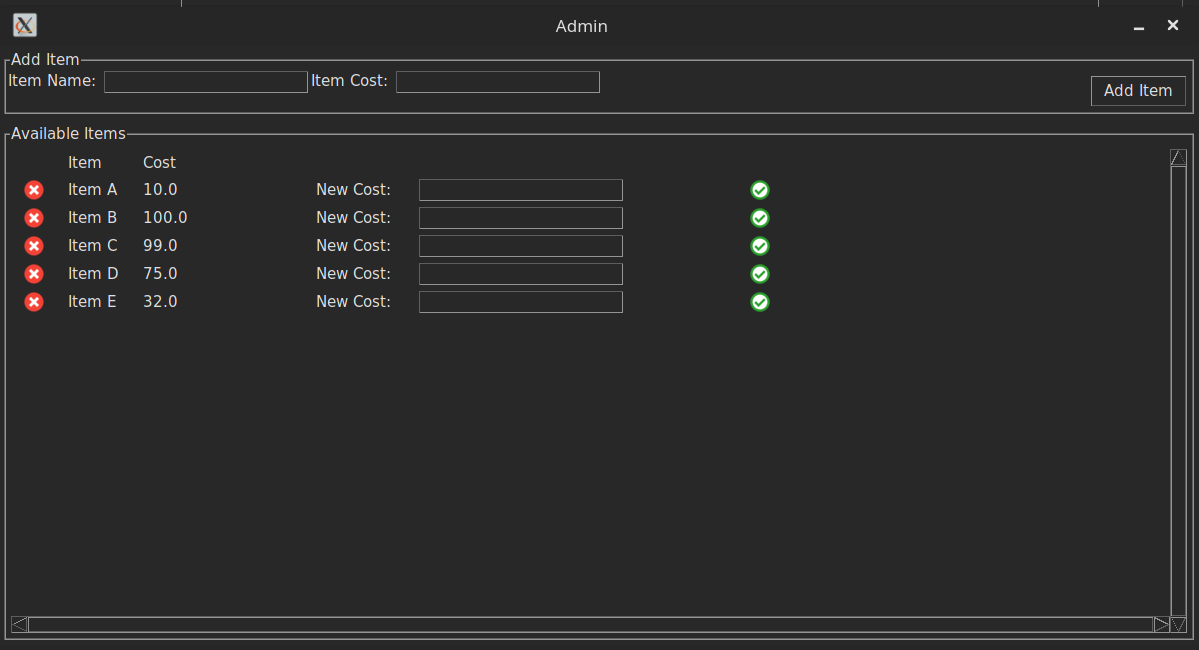 Admin
Add Item
Item Name: Item Cost:
Add Item
Available Items
Item Cost
Item A 10.0 New Cost:
Item B 100.0 New Cost:
Item C 99.0 New Cost:
Item D 75.0 New Cost:
Item E 32.0 New Cost: